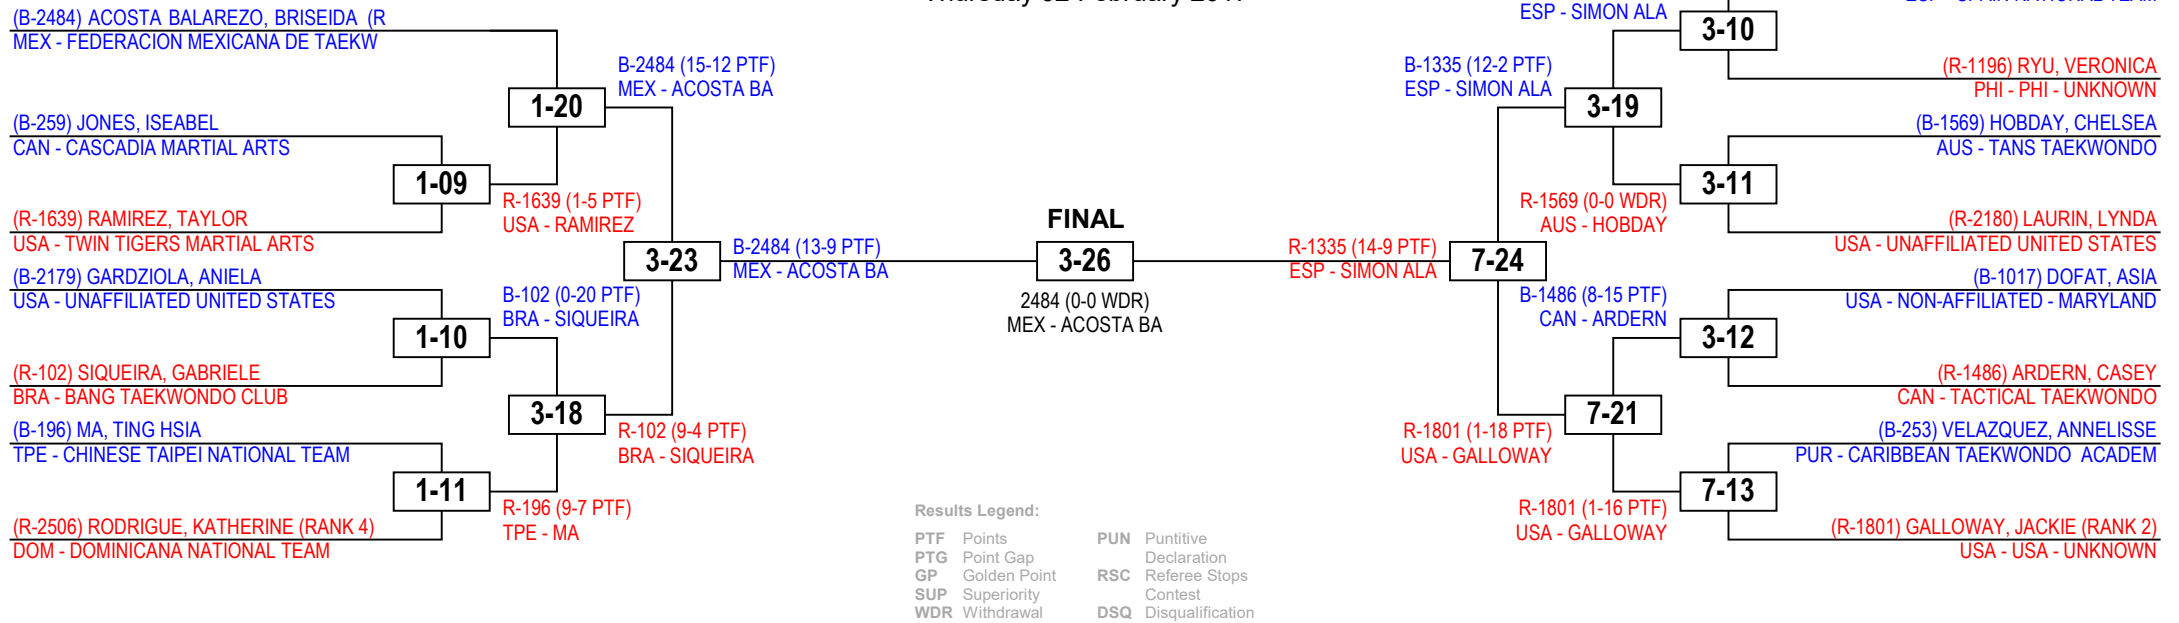 (B-2484) ACOSTA BALAREZO, BRISEIDA (R
MEX - FEDERACION MEXICANA DE TAEKW
B-2484 (15-12 PTF)
MEX - ACOSTA BA
1-20
(B-259) JONES, ISEABEL
CAN - CASCADIA MARTIAL ARTS
1-09
R-1639 (1-5 PTF)
USA - RAMIREZ
(R-1639) RAMIREZ, TAYLOR
USA - TWIN TIGERS MARTIAL ARTS
3-23
B-2484 (13-9 PTF)
MEX - ACOSTA BA
(B-2179) GARDZIOLA, ANIELA
USA - UNAFFILIATED UNITED STATES
B-102 (0-20 PTF)
BRA - SIQUEIRA
1-10
(R-102) SIQUEIRA, GABRIELE
BRA - BANG TAEKWONDO CLUB
3-18
R-102 (9-4 PTF)
BRA - SIQUEIRA
(B-196) MA, TING HSIA
TPE - CHINESE TAIPEI NATIONAL TEAM
1-11
R-196 (9-7 PTF)
TPE - MA
(R-2506) RODRIGUE, KATHERINE (RANK 4)
DOM - DOMINICANA NATIONAL TEAM
FINAL
3-26
2484 (0-0 WDR)
MEX - ACOSTA BA
ESP - SIMON ALA
3-10
B-1335 (12-2 PTF)
ESP - SIMON ALA
(R-1196) RYU, VERONICA
PHI - PHI - UNKNOWN
3-19
(B-1569) HOBDAY, CHELSEA
AUS - TANS TAEKWONDO
3-11
R-1569 (0-0 WDR)
AUS - HOBDAY
(R-2180) LAURIN, LYNDA
USA - UNAFFILIATED UNITED STATES
R-1335 (14-9 PTF)
ESP - SIMON ALA
7-24
(B-1017) DOFAT, ASIA
USA - NON-AFFILIATED - MARYLAND
B-1486 (8-15 PTF)
CAN - ARDERN
3-12
(R-1486) ARDERN, CASEY
CAN - TACTICAL TAEKWONDO
7-21
R-1801 (1-18 PTF)
USA - GALLOWAY
(B-253) VELAZQUEZ, ANNELISSE
PUR - CARIBBEAN TAEKWONDO ACADEM
7-13
R-1801 (1-16 PTF)
USA - GALLOWAY
(R-1801) GALLOWAY, JACKIE (RANK 2)
USA - USA - UNKNOWN
Results Legend:
PTF Points
PTG Point Gap
GP Golden Point
SUP Superiority
WDR Withdrawal
PUN Puntitive
Declaration
RSC Referee Stops
Contest
DSQ Disqualification